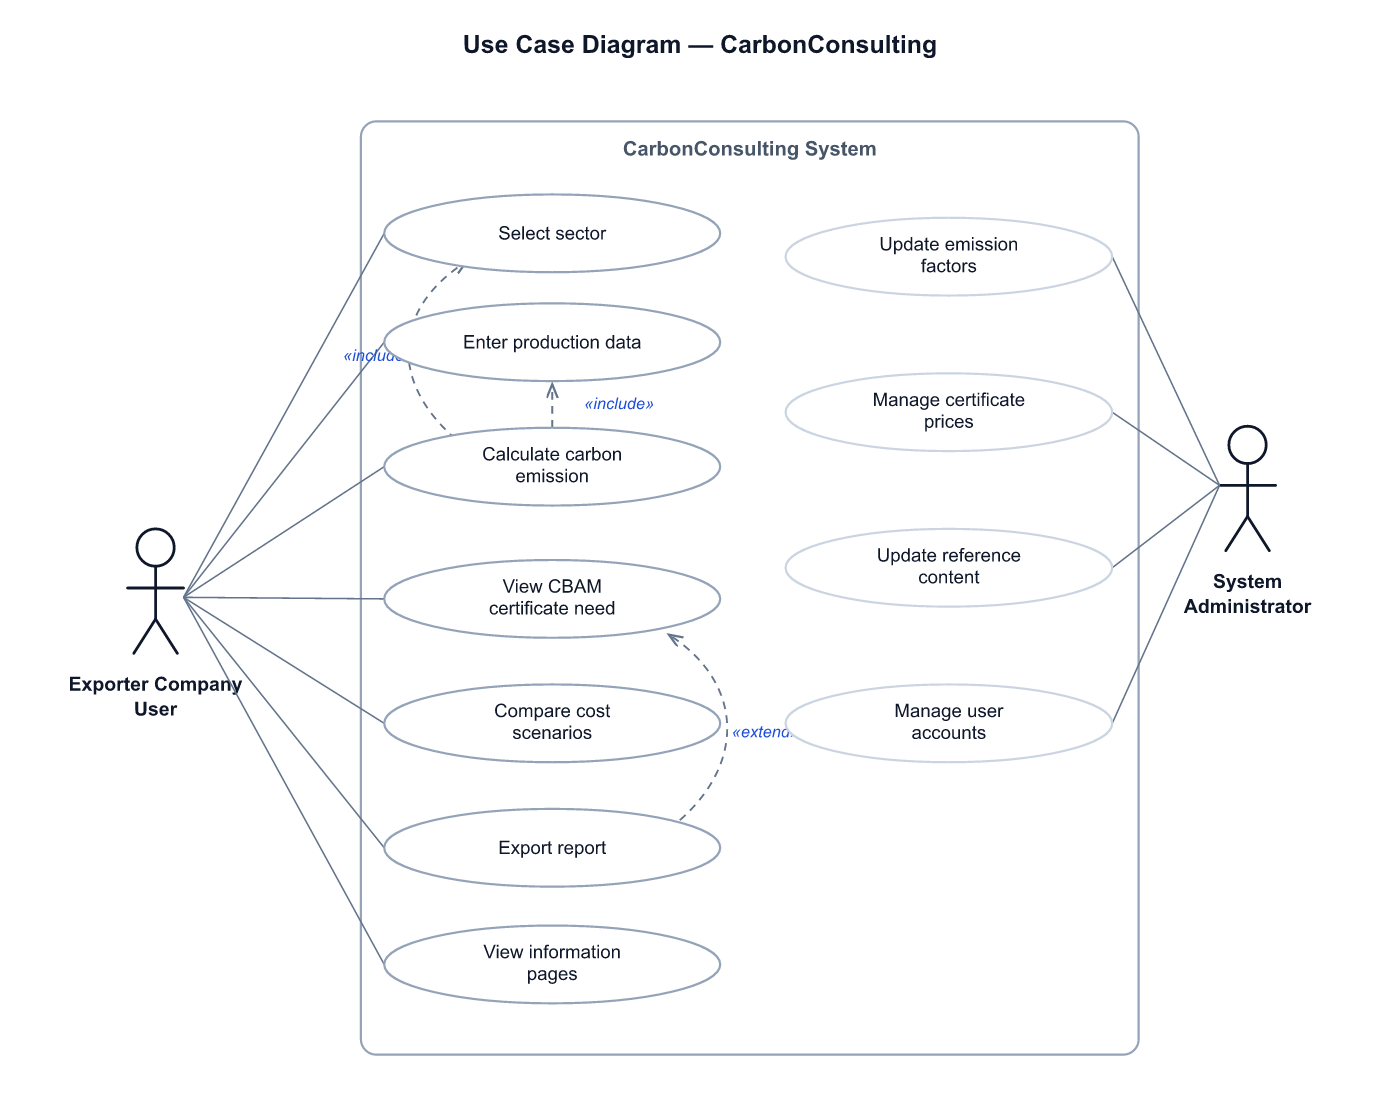 Use Case Diagram — CarbonConsulting
CarbonConsulting System
Select sector
Enter production data
«include
«include»
Calculate carbon
emission
View CBAM
certificate need
Compare cost
scenarios
«extend
Export report
View information
pages
Update emission
factors
Manage certificate
prices
Update reference
content
Manage user
accounts
Exporter Company
User
System
Administrator